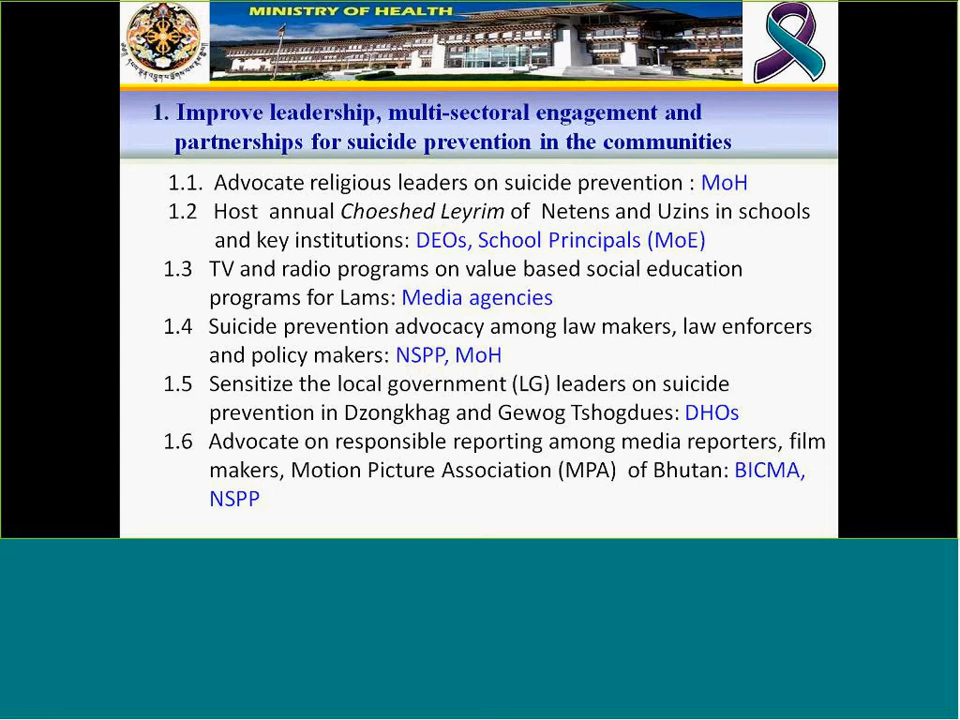 MINISTRY OF HEALTH
1. Improve leadership, multi-sectoral engagement and
partnerships for suicide prevention in the communities
1.1. Advocate religious leaders on suicide prevention : MoH
1.2 Host annual Choeshed Leyrim of Netens and Uzins in schools
and key institutions: DEOs, School Principals (MoE)
1.3 TV and radio programs on value based social education
programs for Lams: Media agencies
1.4 Suicide prevention advocacy among law makers, law enforcers
and policy makers: NSPP, MoH
1.5 Sensitize the local government (LG) leaders on suicide
prevention in Dzongkhag and Gewog Tshogdues: DHOs
1.6 Advocate on responsible reporting among media reporters, film
makers, Motion Picture Association (MPA) of Bhutan: BICMA,
NSPP